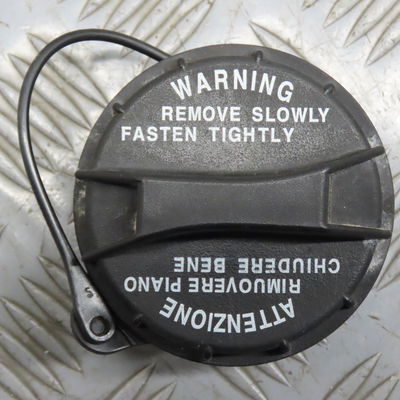 WARNING
REMOVE SLOWLY
FASTEN TIGHTLY
ATTENZIONE
RIMUOVERE PIANO
CHIUDERE BENE